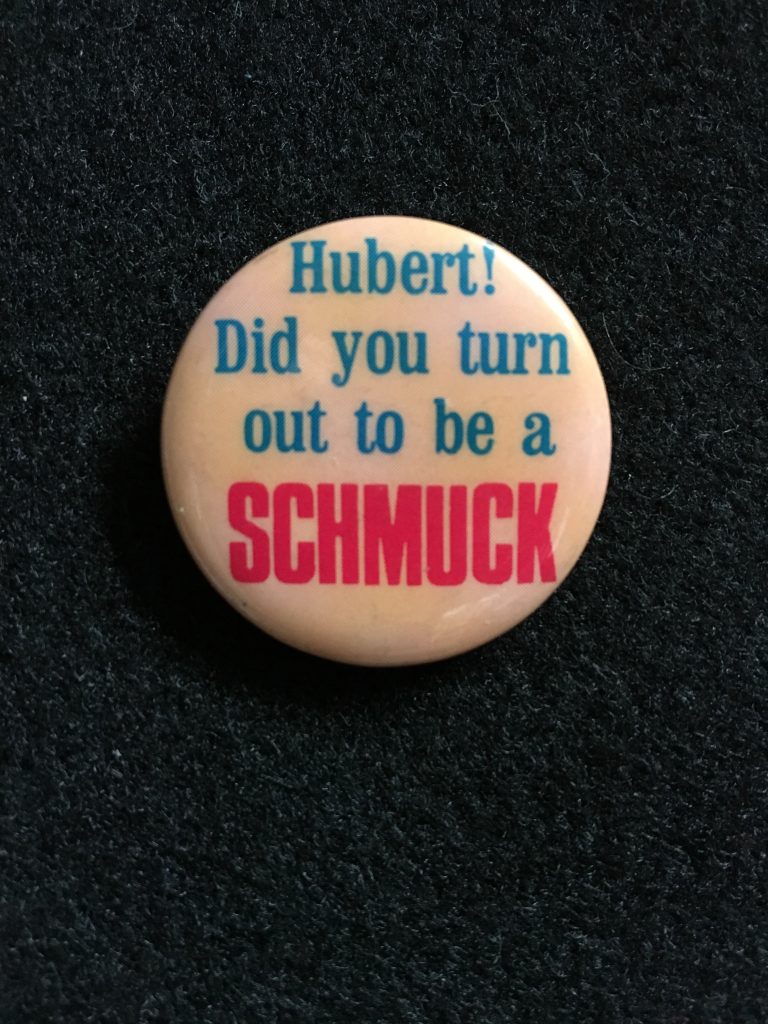 Hubert!
Did you turn
out to be a
SCHMUCK